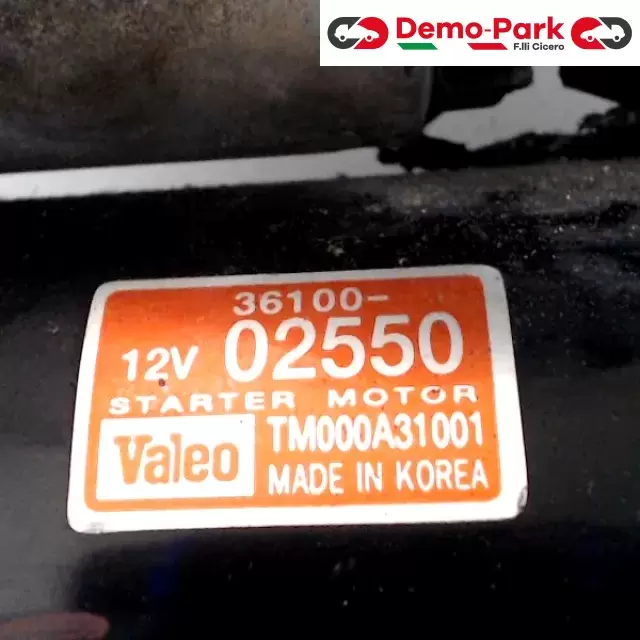 Demo-Park
F.lli Cicero
36100-
12V 02550
STARTER MOTOR
Valeo TM000A31001
MADE IN KOREA